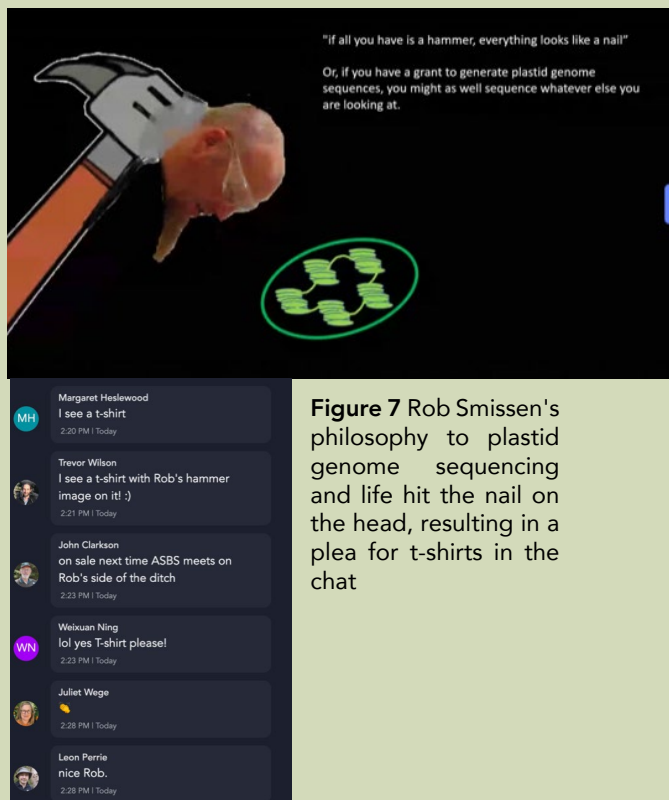 "if all you have is a hammer, everything looks like a nail"
Or, if you have a grant to generate plastid genome
sequences, you might as well sequence whatever else you
are looking at.
MH
Margaret Heslewood
I see a t-shirt
2:20 PM | Today
Trevor Wilson
I see a t-shirt with Rob's hammer
image on it! :)
2:21 PM | Today
John Clarkson
on sale next time ASBS meets on
Rob's side of the ditch
2:23 PM | Today
WN
Weixuan Ning
lol yes T-shirt please!
2:23 PM | Today
Juliet Wege
👏
2:28 PM | Today
Leon Perrie
nice Rob.
2:28 PM | Today
Figure 7 Rob Smissen's
philosophy to plastid
genome sequencing
and life hit the nail on
the head, resulting in a
plea for t-shirts in the
chat